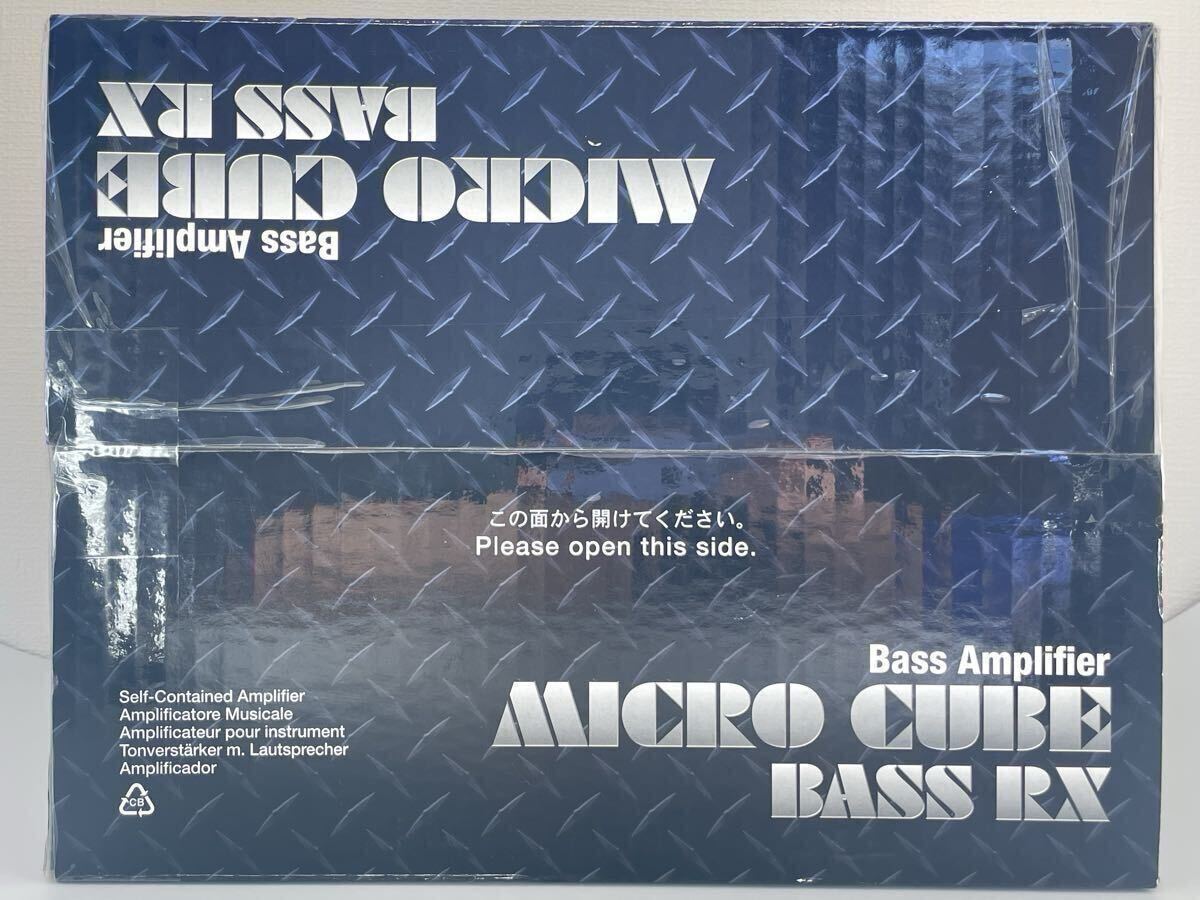 BASS RX
MICRO CUBE
Bass Amplifier
この面から開けてください。
Please open this side.
Bass Amplifier
MICRO CUBE
BASS RX
Self-Contained Amplifier
Amplificatore Musicale
Amplificateur pour instrument
Tonverstärker m. Lautsprecher
Amplificador
CB